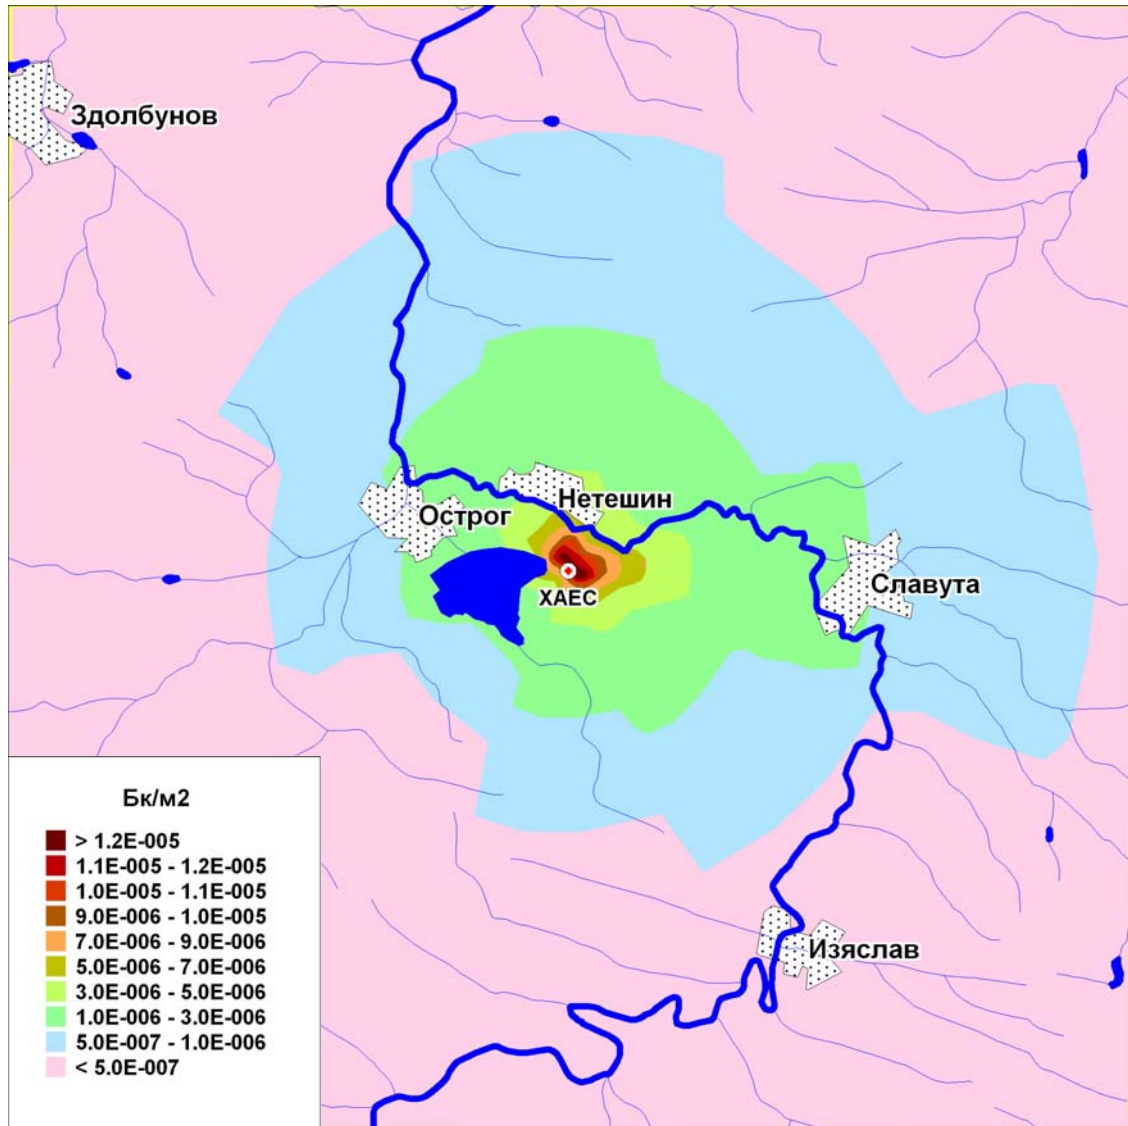 Здолбунов
Нетешин
Острог
Славута
ХАЕС
Изяслав
Бк/м2
> 1.2E-005
1.1E-005 - 1.2E-005
1.0E-005 - 1.1E-005
9.0E-006 - 1.0E-005
7.0E-006 - 9.0E-006
5.0E-006 - 7.0E-006
3.0E-006 - 5.0E-006
1.0E-006 - 3.0E-006
5.0E-007 - 1.0E-006
< 5.0E-007